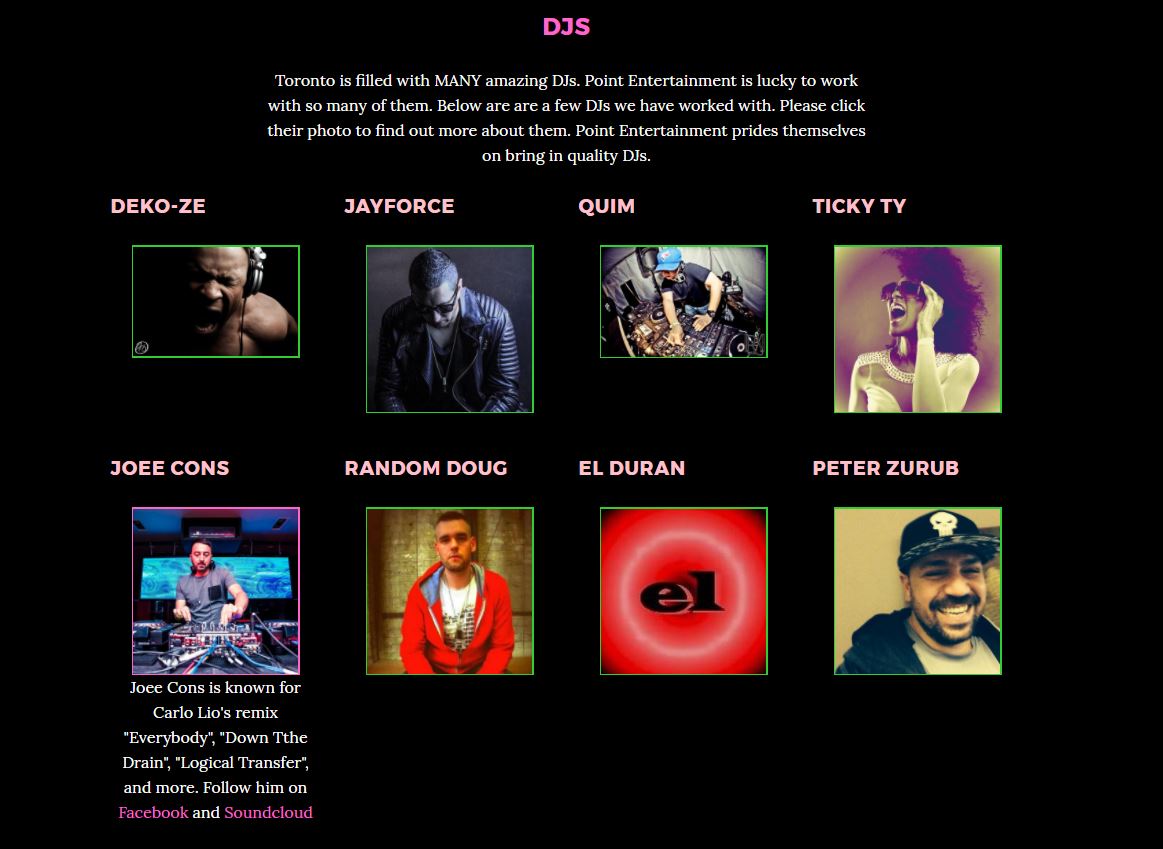 DJS
Toronto is filled with MANY amazing DJs. Point Entertainment is lucky to work
with so many of them. Below are are a few DJs we have worked with. Please click
their photo to find out more about them. Point Entertainment prides themselves
on bring in quality DJs.
DEKO-ZE
JAYFORCE
QUIM
TICKY TY
JOEE CONS
RANDOM DOUG
EL DURAN
PETER ZURUB
el
Joee Cons is known for
Carlo Lio's remix
"Everybody", "Down Tthe
Drain", "Logical Transfer",
and more. Follow him on
Facebook and Soundcloud